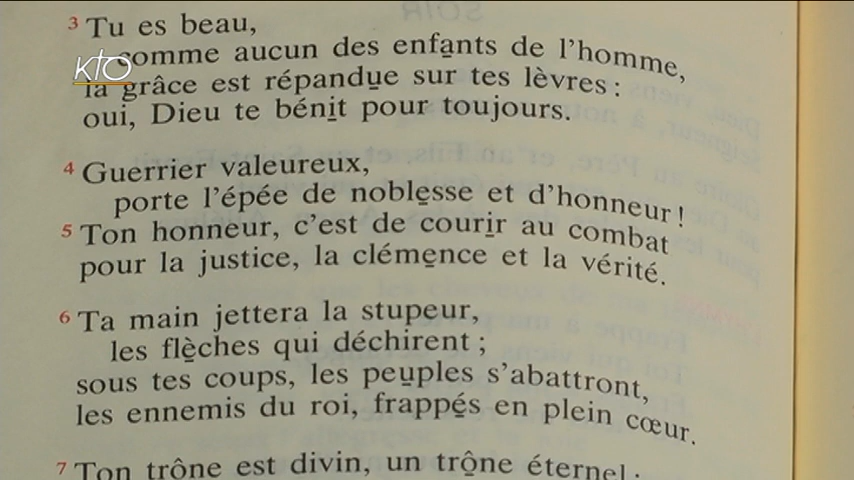 KTO
3 Tu es beau,
comme aucun des enfants de l'homme,
la grâce est répandue sur tes lèvres :
oui, Dieu te bénit pour toujours.
4 Guerrier valeureux,
porte l'épée de noblesse et d'honneur !
5 Ton honneur, c'est de courir au combat
pour la justice, la clémence et la vérité.
6 Ta main jettera la stupeur,
les flèches qui déchirent ;
sous tes coups, les peuples s'abattront,
les ennemis du roi, frappés en plein cœur.
7 Ton trône est divin, un trône éternel ;